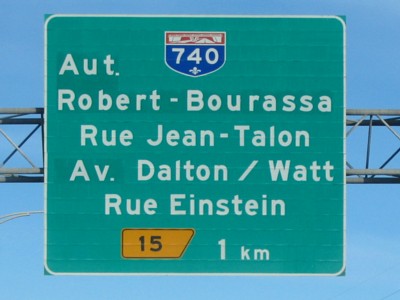 740
Aut.
Robert-Bourassa
Rue Jean-Talon
Av. Dalton / Watt
Rue Einstein
15 1 km